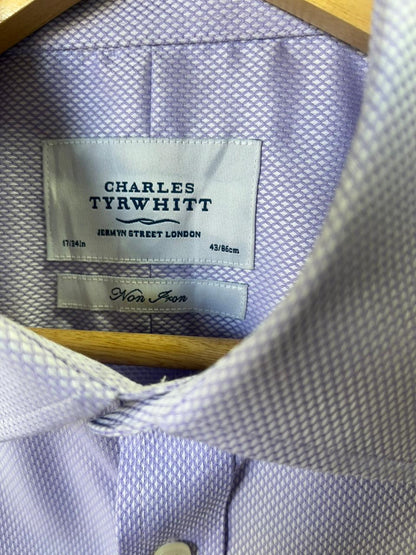 CHARLES
TYRWHITT
JERMYN STREET LONDON
17/34in 43/86cm
Non Iron